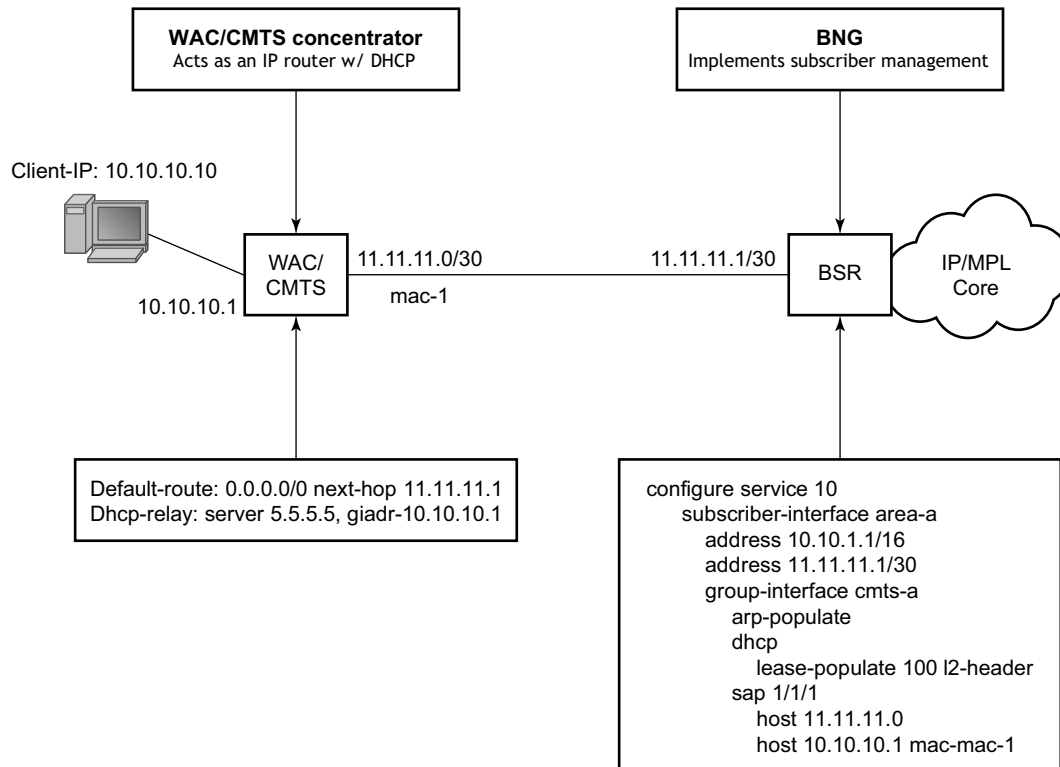 WAC/CMTS concentrator
Acts as an IP router w/ DHCP
BNG
Implements subscriber management
Client-IP: 10.10.10.10
WAC/
CMTS
11.11.11.0/30
11.11.11.1/30
BSR
IP/MPL
Core
10.10.10.1
mac-1
Default-route: 0.0.0.0/0 next-hop 11.11.11.1
Dhcp-relay: server 5.5.5.5, giadr-10.10.10.1
configure service 10
subscriber-interface area-a
address 10.10.1.1/16
address 11.11.11.1/30
group-interface cmts-a
arp-populate
dhcp
lease-populate 100 l2-header
sap 1/1/1
host 11.11.11.0
host 10.10.10.1 mac-mac-1